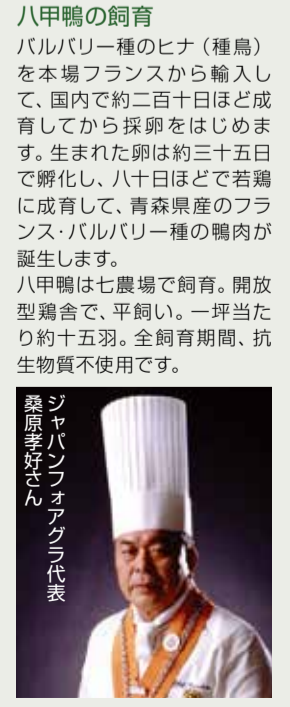 八甲鴨の飼育
バルバリー種のヒナ（種鳥）
を本場フランスから輸入し
て、国内で約二百十日ほど成
育してから採卵をはじめま
す。生まれた卵は約三十五日
で孵化し、八十日ほどで若鶏
に成育して、青森県産のフラ
ンス・バルバリー種の鴨肉が
誕生します。
八甲鴨は七農場で飼育。開放
型鶏舎で、平飼い。一坪当た
り約十五羽。全飼育期間、抗
生物質不使用です。
ジャパンフォアグラ代表
桑原孝好さん